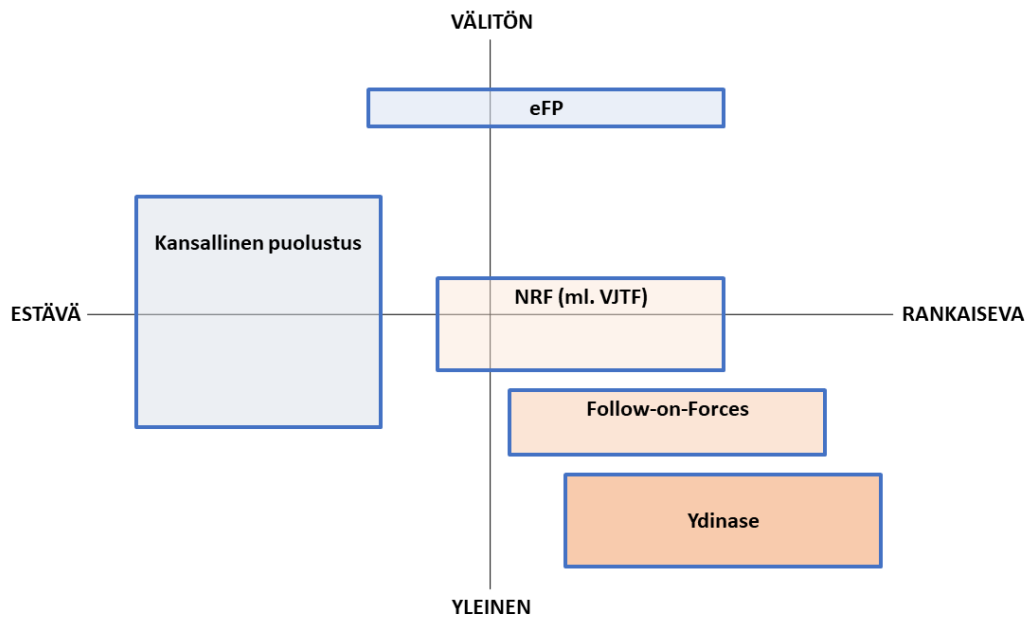 VÄLITÖN
eFP
Kansallinen puolustus
NRF (ml. VJTF)
ESTÄVÄ
RANKAISEVA
Follow-on-Forces
Ydinase
YLEINEN